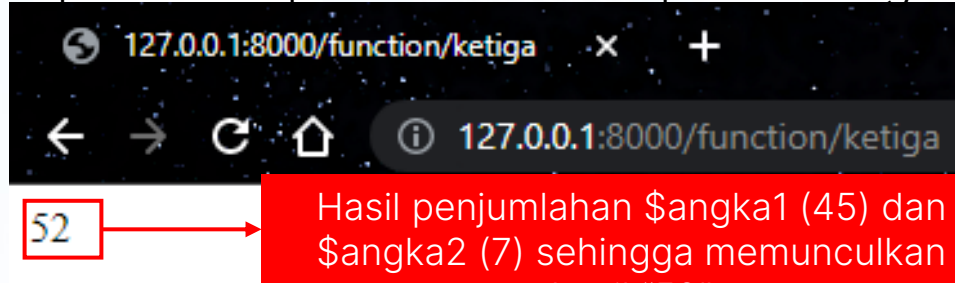 127.0.0.1:8000/function/ketiga
127.0.0.1:8000/function/ketiga
52
Hasil penjumlahan $angka1 (45) dan
$angka2 (7) sehingga memunculkan